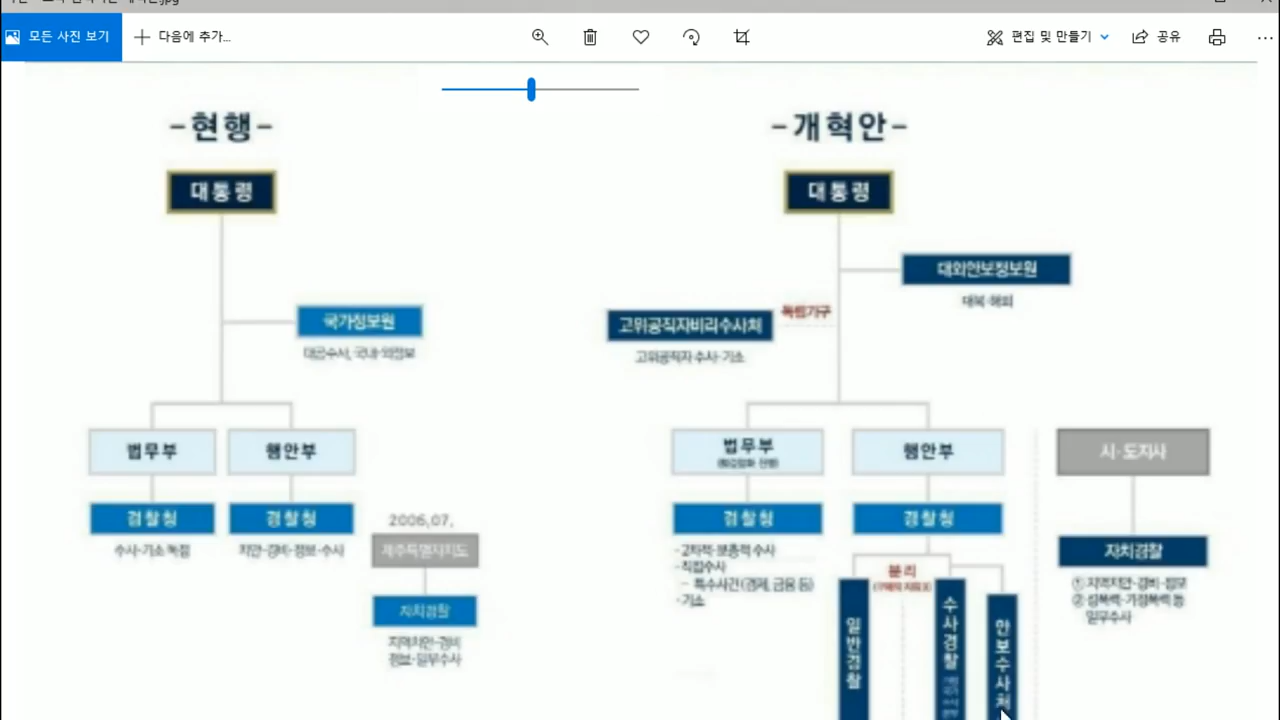 모든 사진 보기
다음에 추가...
편집 및 만들기
공유
-현행-
대통령
국가정보원
대공수사, 국내·외정보
법무부
행안부
검찰청
경찰청
수사·기소 독점
치안·경비·정보·수사
2006.07.
제주특별자치도
자치경찰
지역치안·경비
정보·일부수사
-개혁안-
대통령
대외안보정보원
대북·해외
독립기구
고위공직자비리수사처
고위공직자 수사·기소
법무부
행안부
시·도지사
검찰청
경찰청
자치경찰
-2차적·보충적 수사
-직접수사
- 특수사건(경제, 금융 등)
-기소
분리
일반경찰
수사경찰
안보수사처
① 지역치안·경비·정보
② 성폭력·가정폭력 등
일부수사